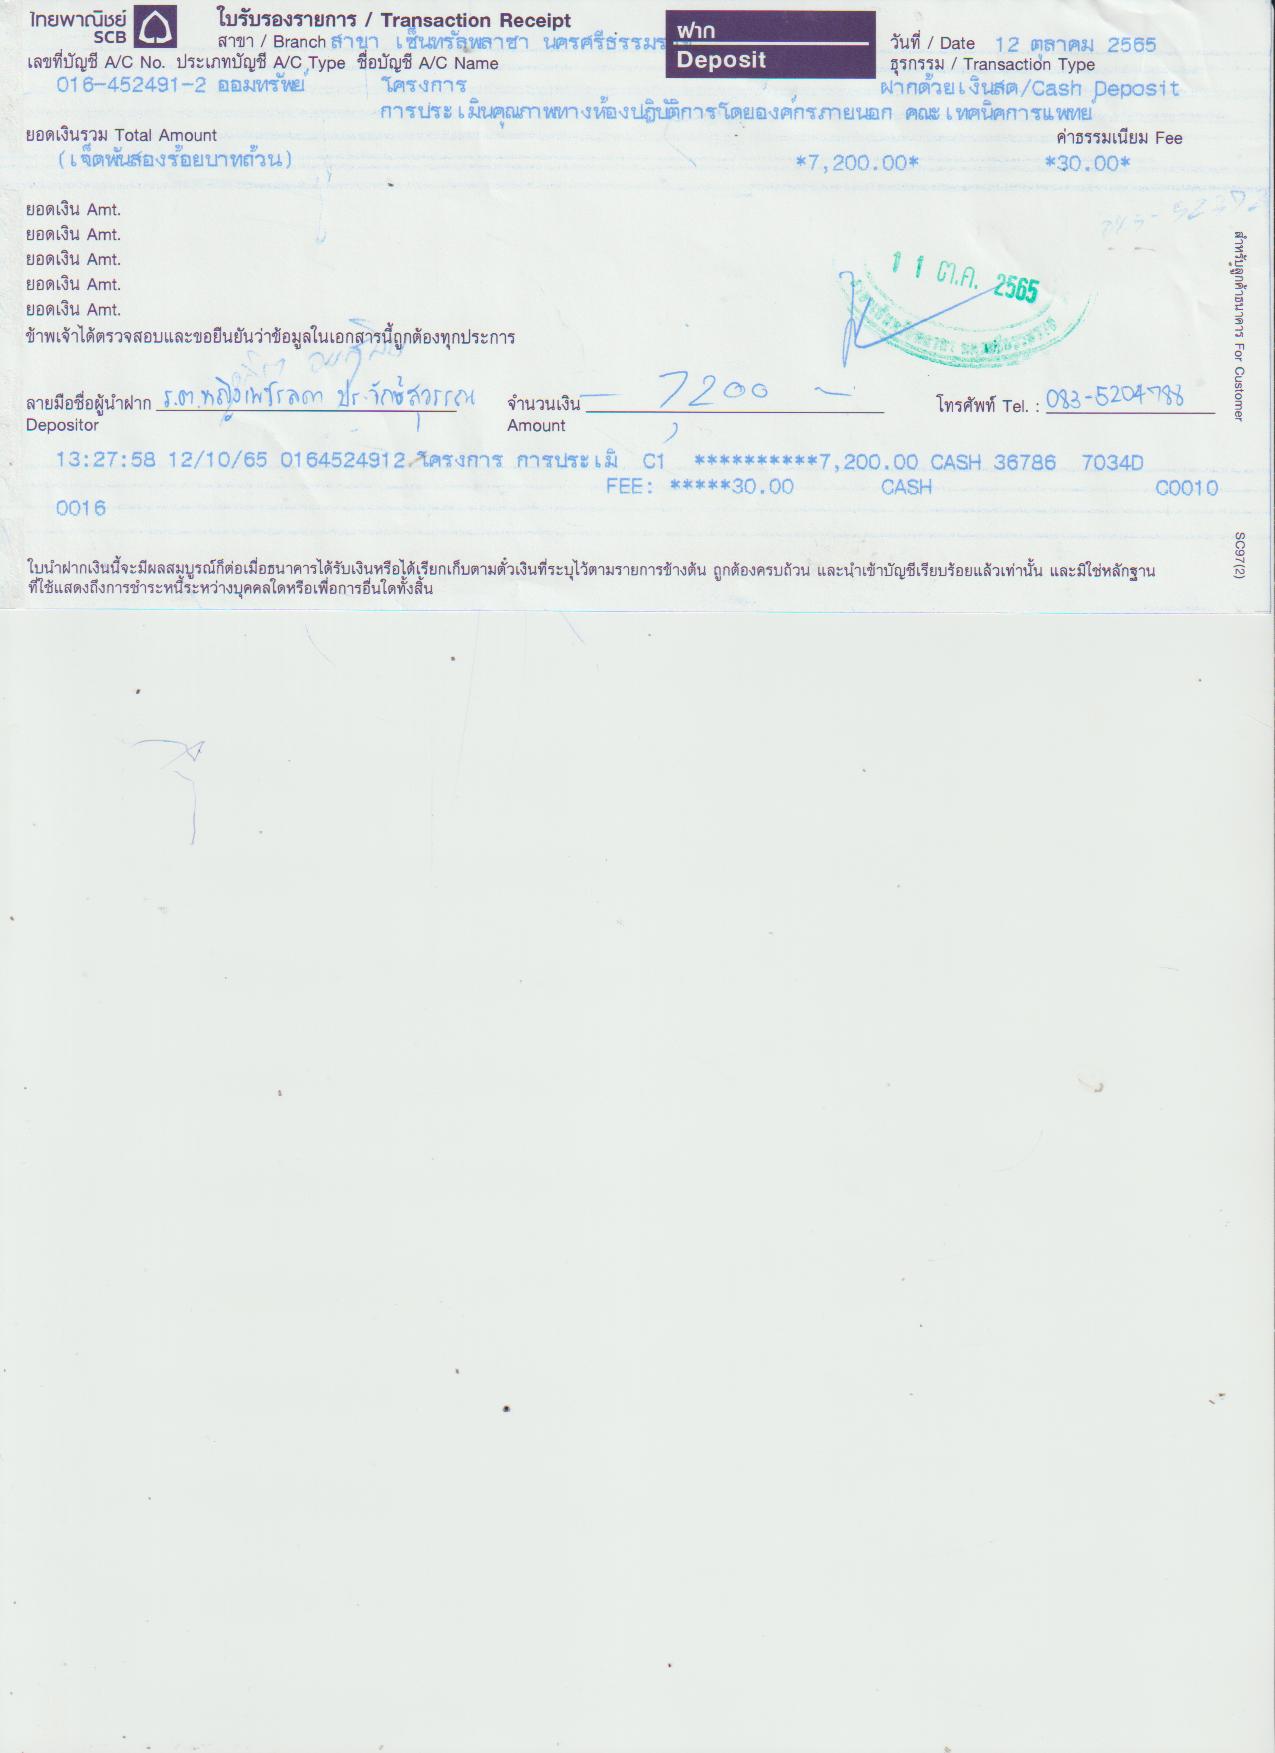 ไทยพาณิชย์ SCB
ใบรับรองรายการ / Transaction Receipt
ฝาก
Deposit
สาขา / Branch สาขา เซ็นทรัลพลาซา นครศรีธรรมร
วันที่ / Date 12 ตุลาคม 2565
เลขที่บัญชี A/C No. ประเภทบัญชี A/C Type ชื่อบัญชี A/C Name
ธุรกรรม / Transaction Type
016-452491-2 ออมทรัพย์ โครงการ ฝากด้วยเงินสด/Cash Deposit
การประเมินคุณภาพทางห้องปฏิบัติการโดยองค์กรภายนอก คณะเทคนิคการแพทย์
ยอดเงินรวม Total Amount ค่าธรรมเนียม Fee
(เจ็ดพันสองร้อยบาทถ้วน) *7,200.00* *30.00*
ยอดเงิน Amt.
ยอดเงิน Amt.
ยอดเงิน Amt.
ยอดเงิน Amt.
ยอดเงิน Amt.
11 ต.ค. 2565
สำหรับลูกค้าธนาคาร For Customer
ข้าพเจ้าได้ตรวจสอบและขอยืนยันว่าข้อมูลในเอกสารนี้ถูกต้องทุกประการ
ลายมือชื่อผู้นำฝาก ร.ต.หญิงเพชรลดา ประจักษ์สุวรรณ จำนวนเงิน 7200 โทรศัพท์ Tel. : 083-5204788
Depositor Amount
13:27:58 12/10/65 0164524912 โครงการ การประเมิ C1 **********7,200.00 CASH 36786 7034D
FEE: *****30.00 CASH C0010
0016
SC97(2)
ใบนำฝากเงินนี้จะมีผลสมบูรณ์ก็ต่อเมื่อธนาคารได้รับเงินหรือได้เรียกเก็บตามตั๋วเงินที่ระบุไว้ตามรายการข้างต้น ถูกต้องครบถ้วน และนำเข้าบัญชีเรียบร้อยแล้วเท่านั้น และมิใช่หลักฐาน
ที่ใช้แสดงถึงการชำระหนี้ระหว่างบุคคลใดหรือเพื่อการอื่นใดทั้งสิ้น